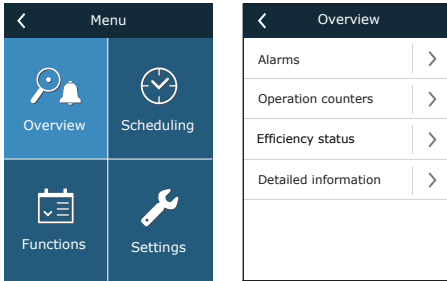 Menu
Overview
Scheduling
Functions
Settings
Overview
Alarms
Operation counters
Efficiency status
Detailed information